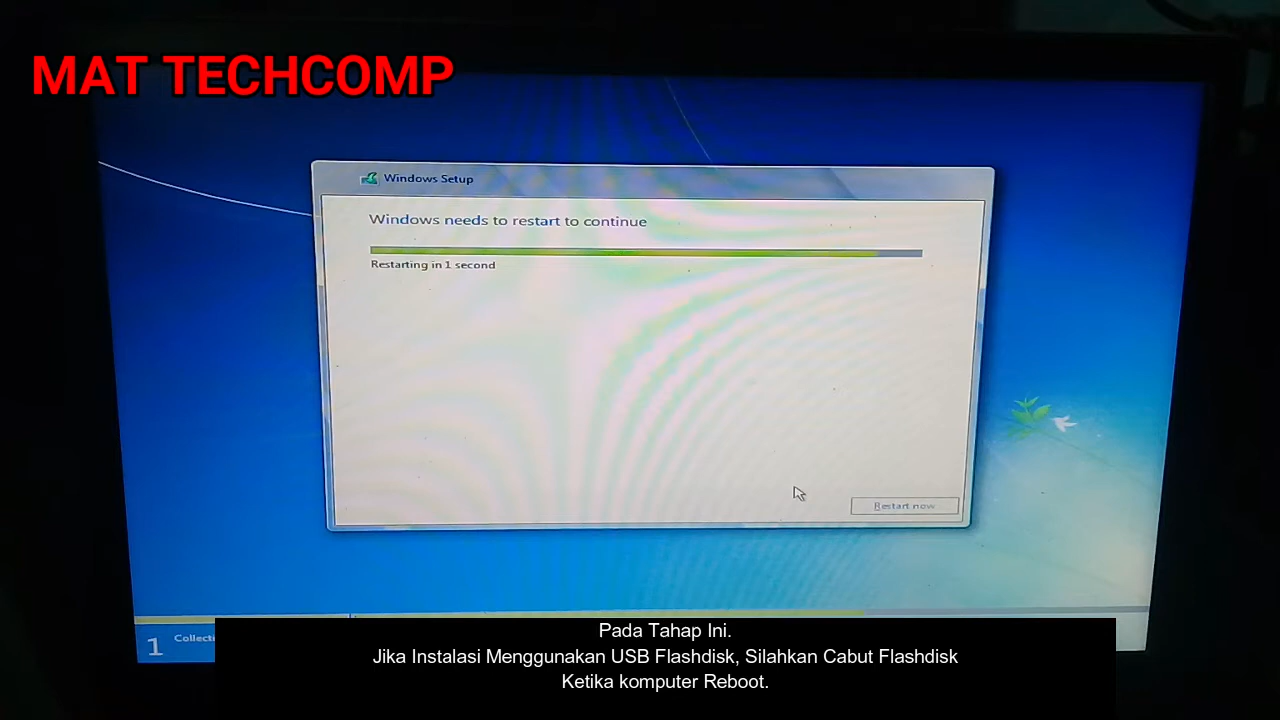 MAT TECHCOMP
Windows Setup
Windows needs to restart to continue
Restarting in 1 second
Restart now
1
Pada Tahap Ini.
Jika Instalasi Menggunakan USB Flashdisk, Silahkan Cabut Flashdisk
Ketika komputer Reboot.